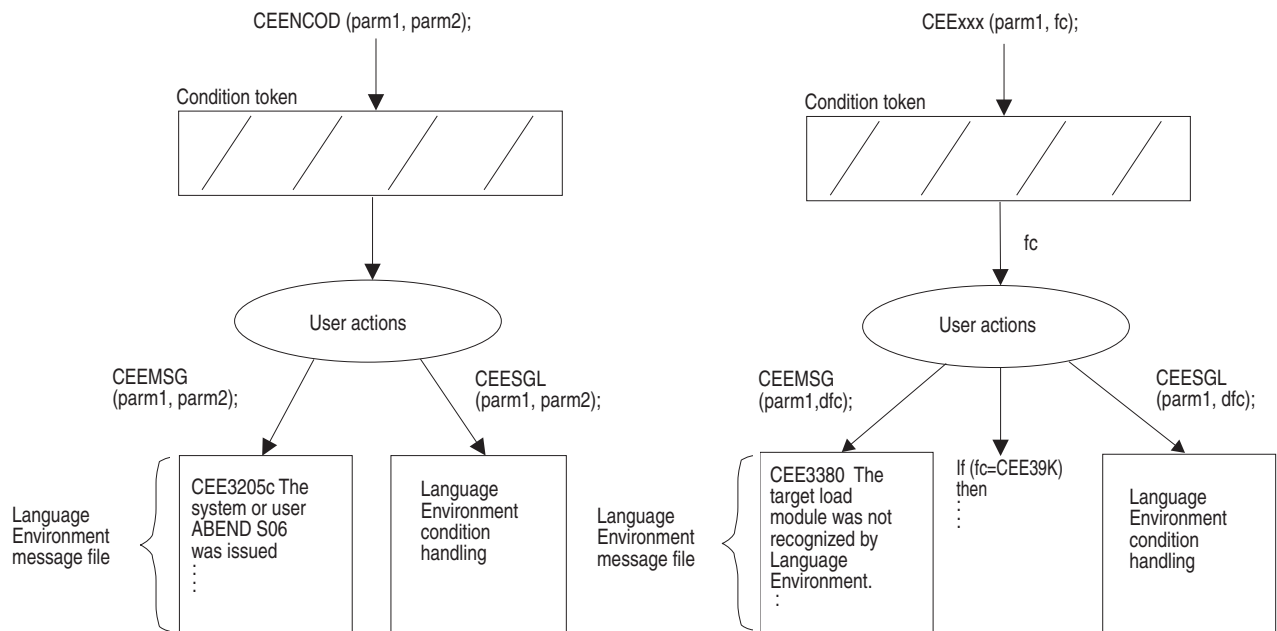 CEENCOD (parm1, parm2);
Condition token
User actions
CEEMSG
(parm1, parm2);
CEESGL
(parm1, parm2);
Language
Environment
message file
CEE3205c The
system or user
ABEND S06
was issued
Language
Environment
condition
handling
CEExxx (parm1, fc);
Condition token
fc
User actions
CEEMSG
(parm1,dfc);
CEESGL
(parm1, dfc);
Language
Environment
message file
CEE3380 The
target load
module was not
recognized by
Language
Environment.
If (fc=CEE39K)
then
Language
Environment
condition
handling